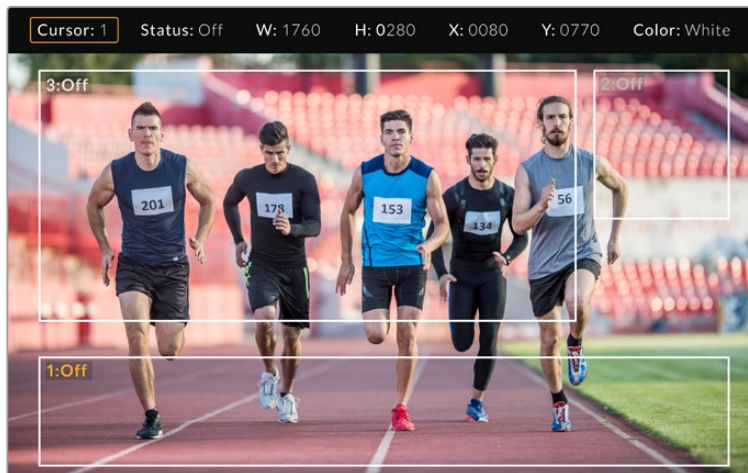 Cursor: 1 Status: Off W: 1760 H: 0280 X: 0080 Y: 0770 Color: White
3:Off 2:Off
201 178 153 134 56
1:Off